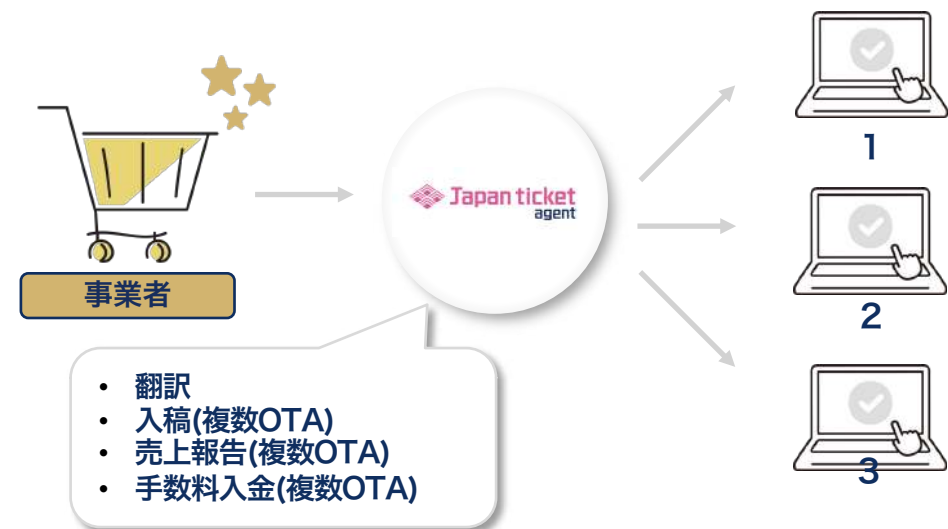 Japan ticket
agent
事業者
• 翻訳
• 入稿(複数OTA)
• 売上報告(複数OTA)
• 手数料入金(複数OTA)
1
2
3